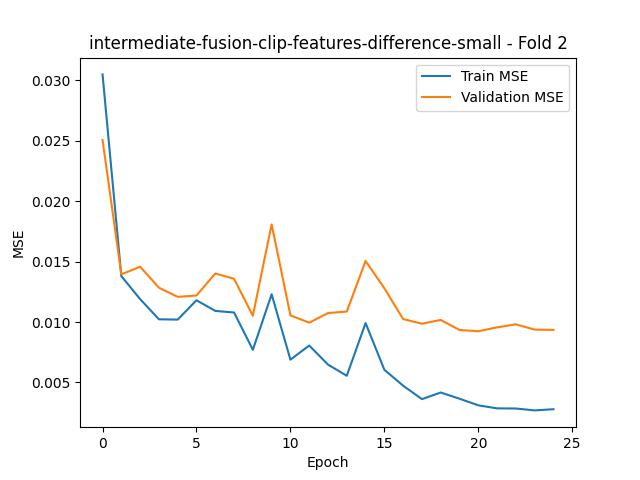 intermediate-fusion-clip-features-difference-small - Fold 2
Train MSE
Validation MSE
0.030
0.025
0.020
0.015
0.010
0.005
MSE
0 5 10 15 20 25
Epoch